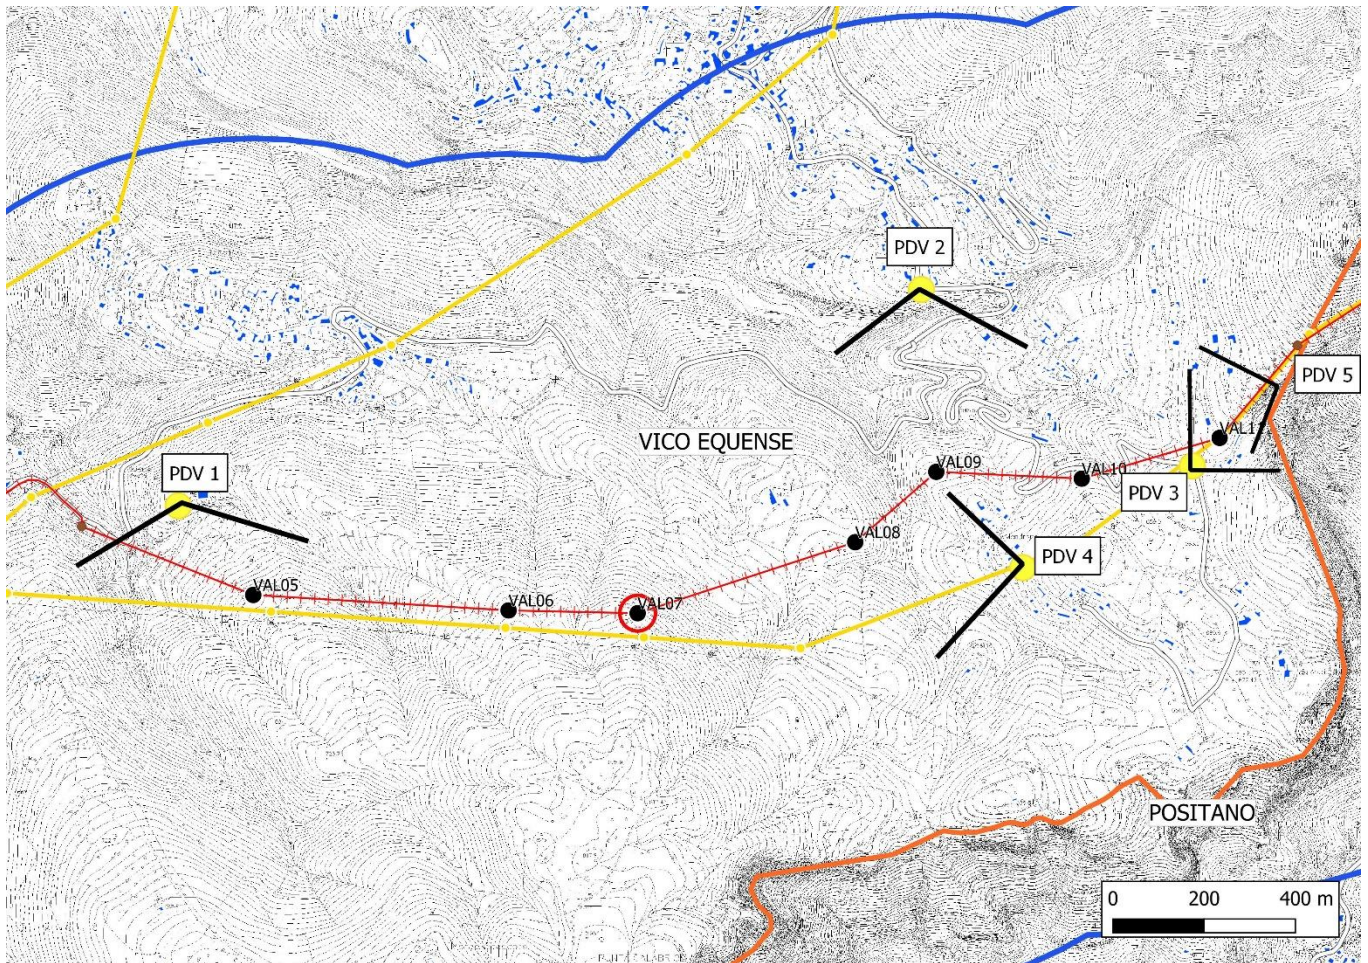 PDV 2
PDV 5
VAL11
VICO EQUENSE
VAL09
PDV 1
VAL10
PDV 3
VAL08
PDV 4
VAL05
VAL06
VAL07
POSITANO
0 200 400 m